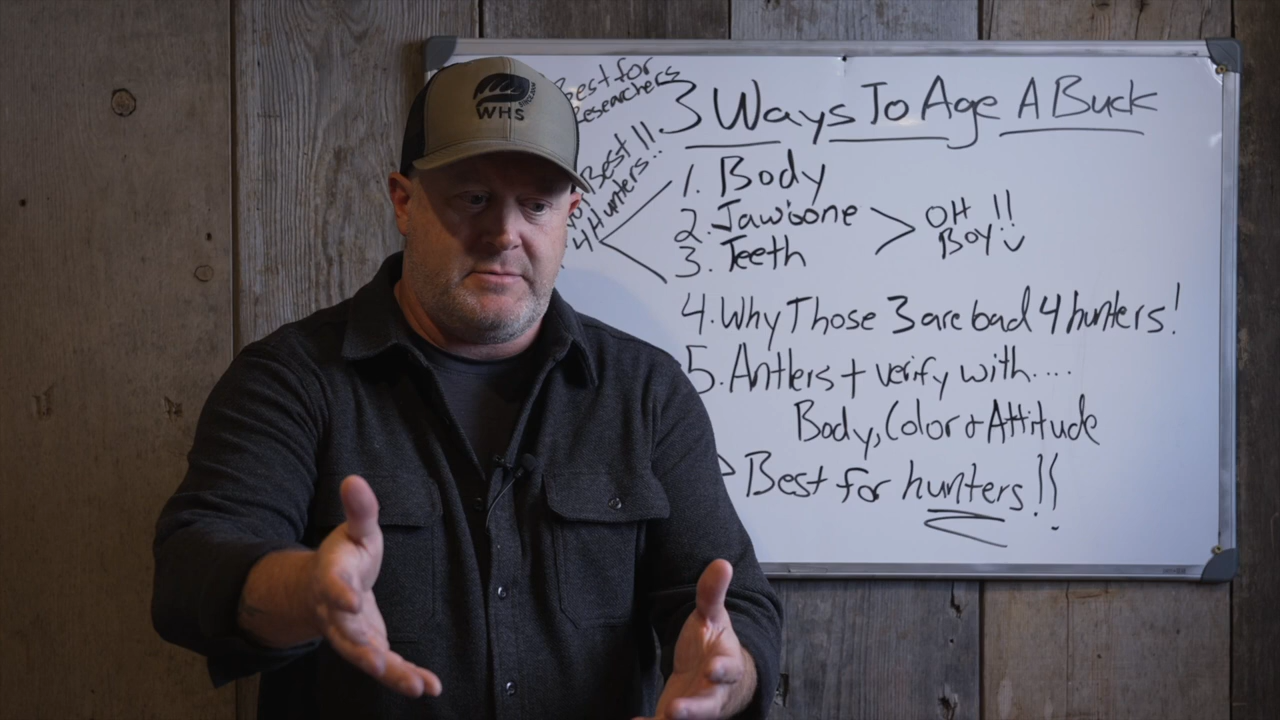 WHS
Best for
Researchers
Best!!
4 Hunters!!
3 Ways To Age A Buck
1. Body
2. Jawbone
3. Teeth
OH !!
BOY!!
4. Why Those 3 are bad 4 hunters!
5. Antlers + verify with....
Body, Color + Attitude
Best for hunters!!